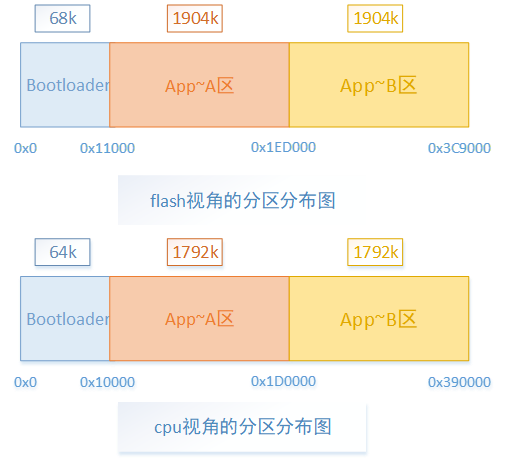 68k 1904k 1904k
Bootloader App~A区 App~B区
0x0 0x11000 0x1ED000 0x3C9000
flash视角的分区分布图
64k 1792k 1792k
Bootloader App~A区 App~B区
0x0 0x10000 0x1D0000 0x390000
cpu视角的分区分布图